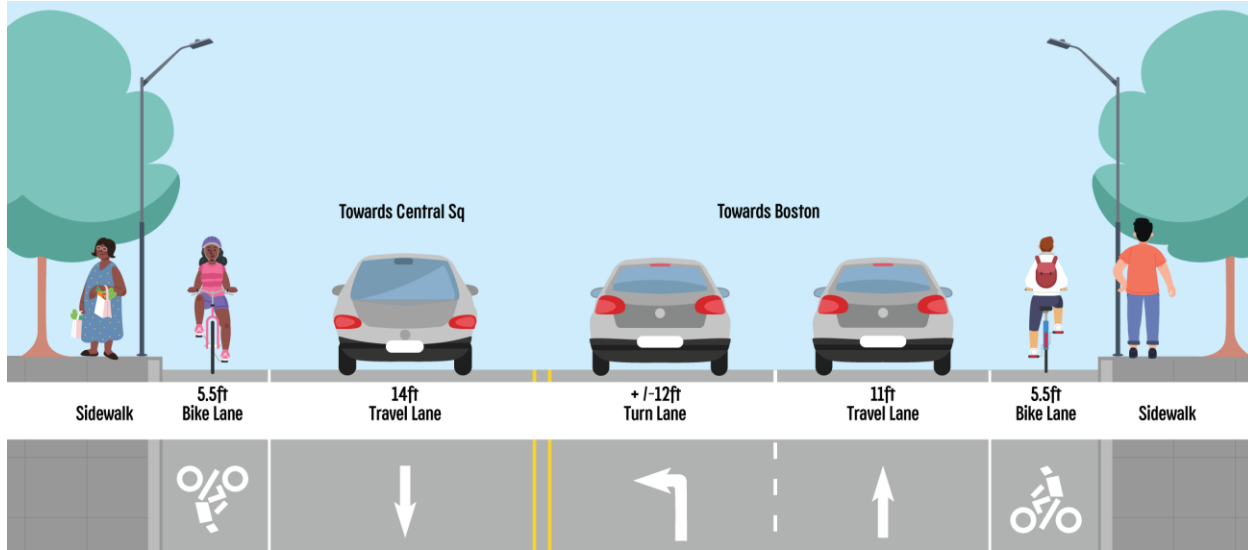 Towards Central Sq
Towards Boston
Sidewalk
5.5ft
Bike Lane
14ft
Travel Lane
+ /-12ft
Turn Lane
11ft
Travel Lane
5.5ft
Bike Lane
Sidewalk